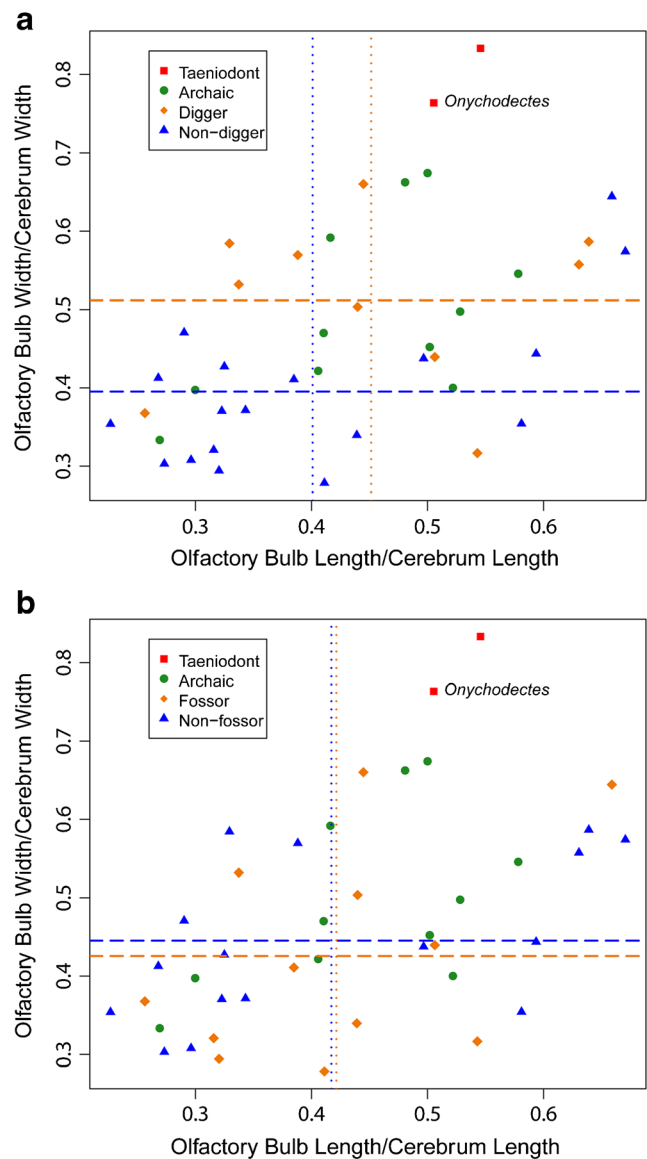 a
Olfactory Bulb Width/Cerebrum Width
0.8
0.7
0.6
0.5
0.4
0.3
Taeniodont
Archaic
Digger
Non−digger
Onychodectes
0.3 0.4 0.5 0.6
Olfactory Bulb Length/Cerebrum Length
b
Olfactory Bulb Width/Cerebrum Width
0.8
0.7
0.6
0.5
0.4
0.3
Taeniodont
Archaic
Fossor
Non−fossor
Onychodectes
0.3 0.4 0.5 0.6
Olfactory Bulb Length/Cerebrum Length